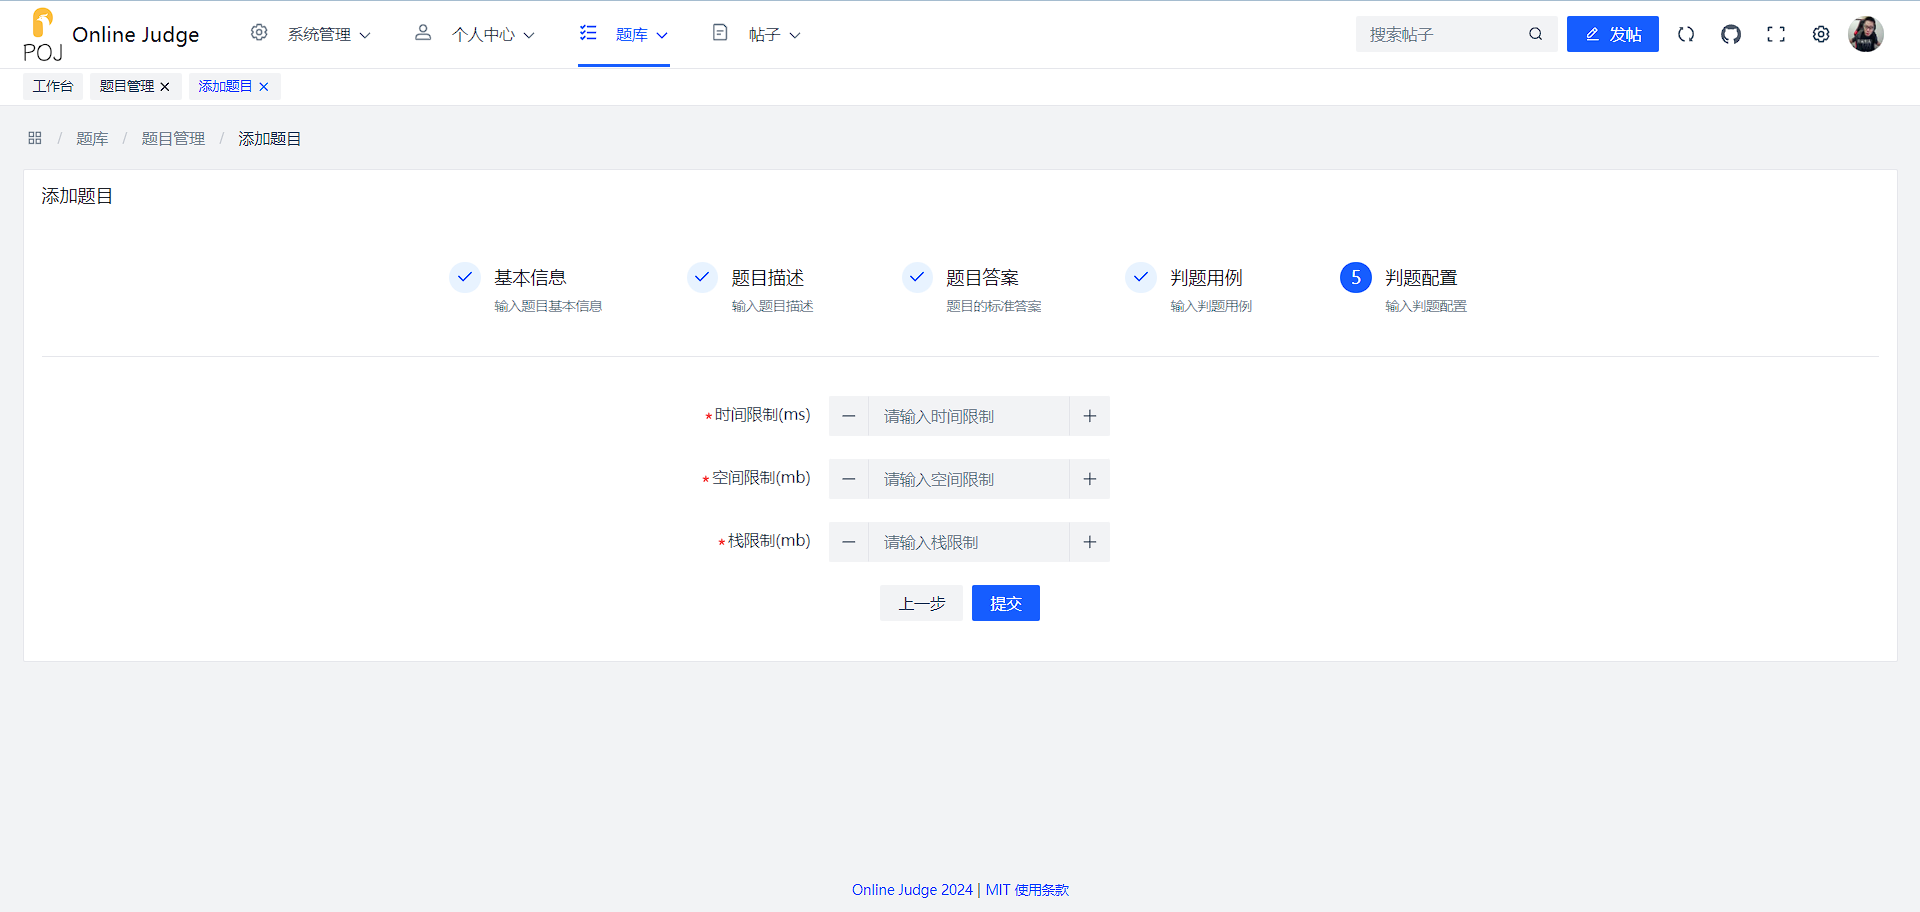 POJ
Online Judge
系统管理
个人中心
题库
帖子
搜索帖子
发帖
工作台
题目管理
添加题目
/ 题库 / 题目管理 / 添加题目
添加题目
基本信息
输入题目基本信息
题目描述
输入题目描述
题目答案
题目的标准答案
判题用例
输入判题用例
5
判题配置
输入判题配置
*时间限制(ms)
请输入时间限制
*空间限制(mb)
请输入空间限制
*栈限制(mb)
请输入栈限制
上一步
提交
Online Judge 2024 | MIT 使用条款